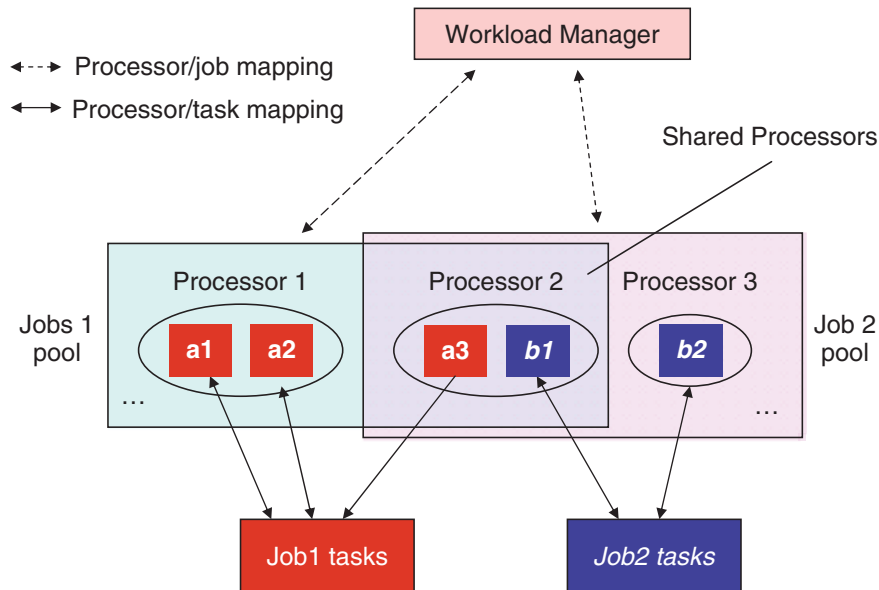 Workload Manager
Processor/job mapping
Processor/task mapping
Shared Processors
Processor 1
Processor 2
Processor 3
Jobs 1
pool
a1
a2
a3
b1
b2
Job 2
pool
...
...
Job1 tasks
Job2 tasks